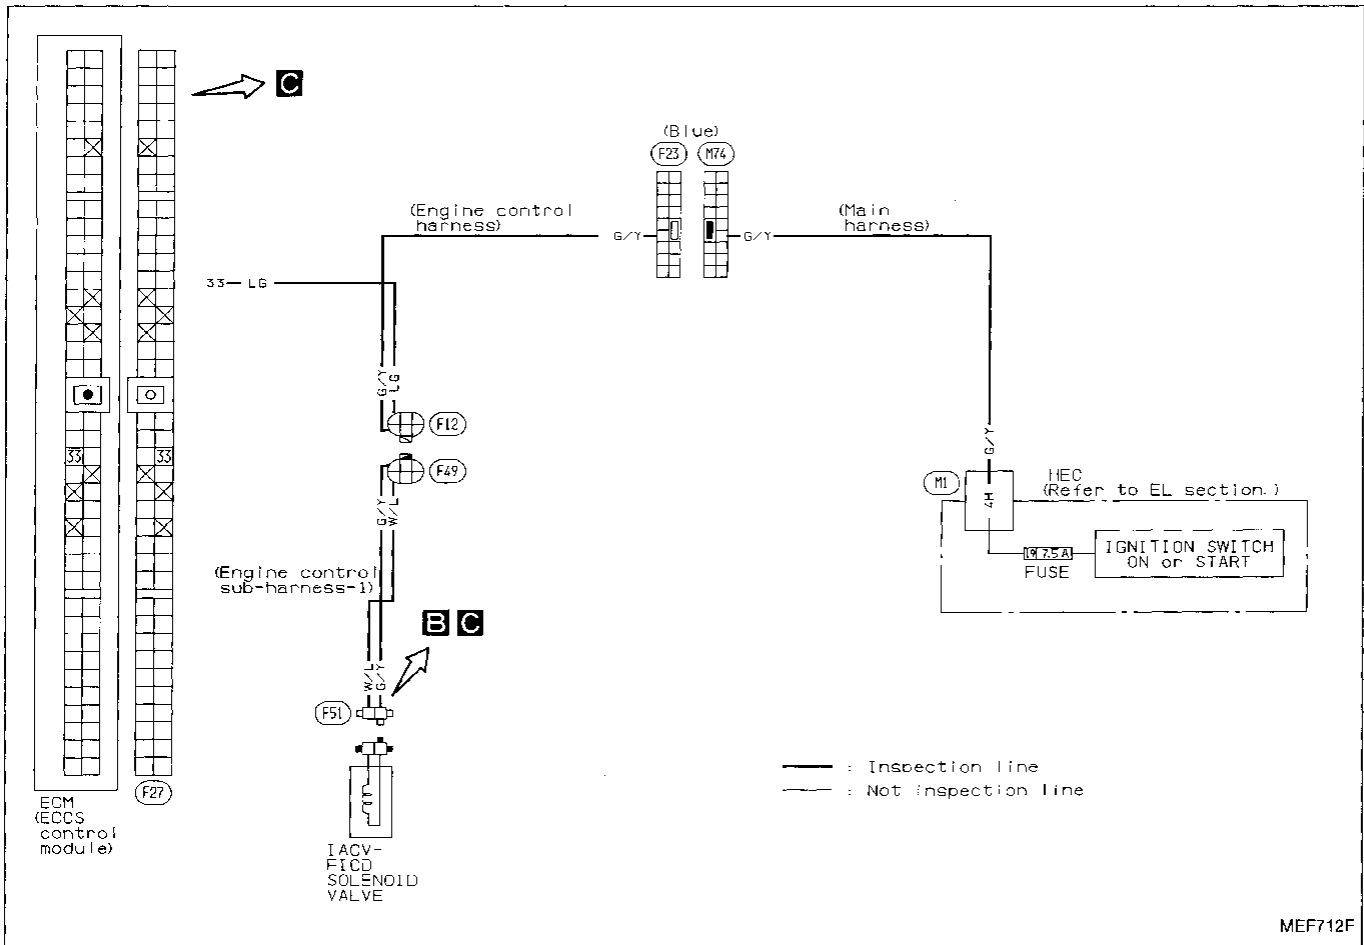 C
(Blue)
F23 M74
(Engine control
harness)
(Main
harness)
G/Y
G/Y
33 LG
G/Y
LG
F12
33
33
F49
G/Y
W/L
G/Y
M1
4M
HEC
(Refer to EL section.)
19 7.5A
FUSE
IGNITION SWITCH
ON or START
(Engine control
sub-harness-1)
B C
W/L
G/Y
F51
F27
ECM
(ECCS
control
module)
IACV-
FICD
SOLENOID
VALVE
: Inspection line
: Not inspection line
MEF712F